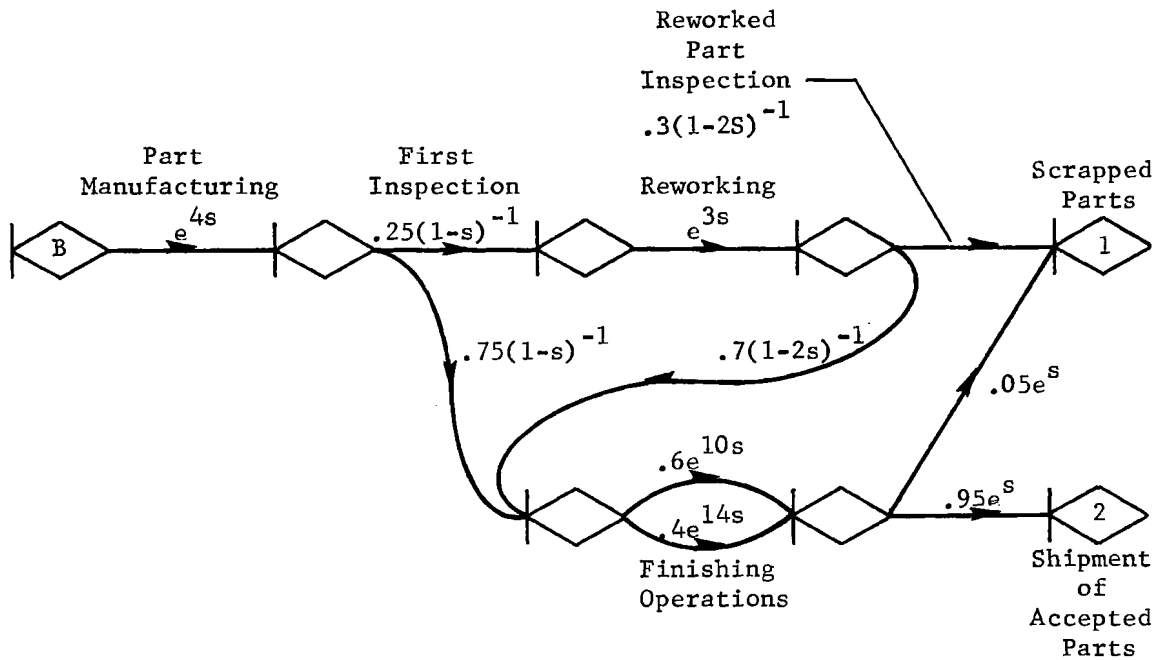 Reworked
Part
Inspection
.3(1-2S)^-1
Part
Manufacturing
First
Inspection
Reworking
Scrapped
Parts
B
e^4s
.25(1-s)^-1
e^3s
1
.75(1-s)^-1
.7(1-2s)^-1
.05e^s
.6e^10s
.4e^14s
.95e^s
2
Finishing
Operations
Shipment
of
Accepted
Parts